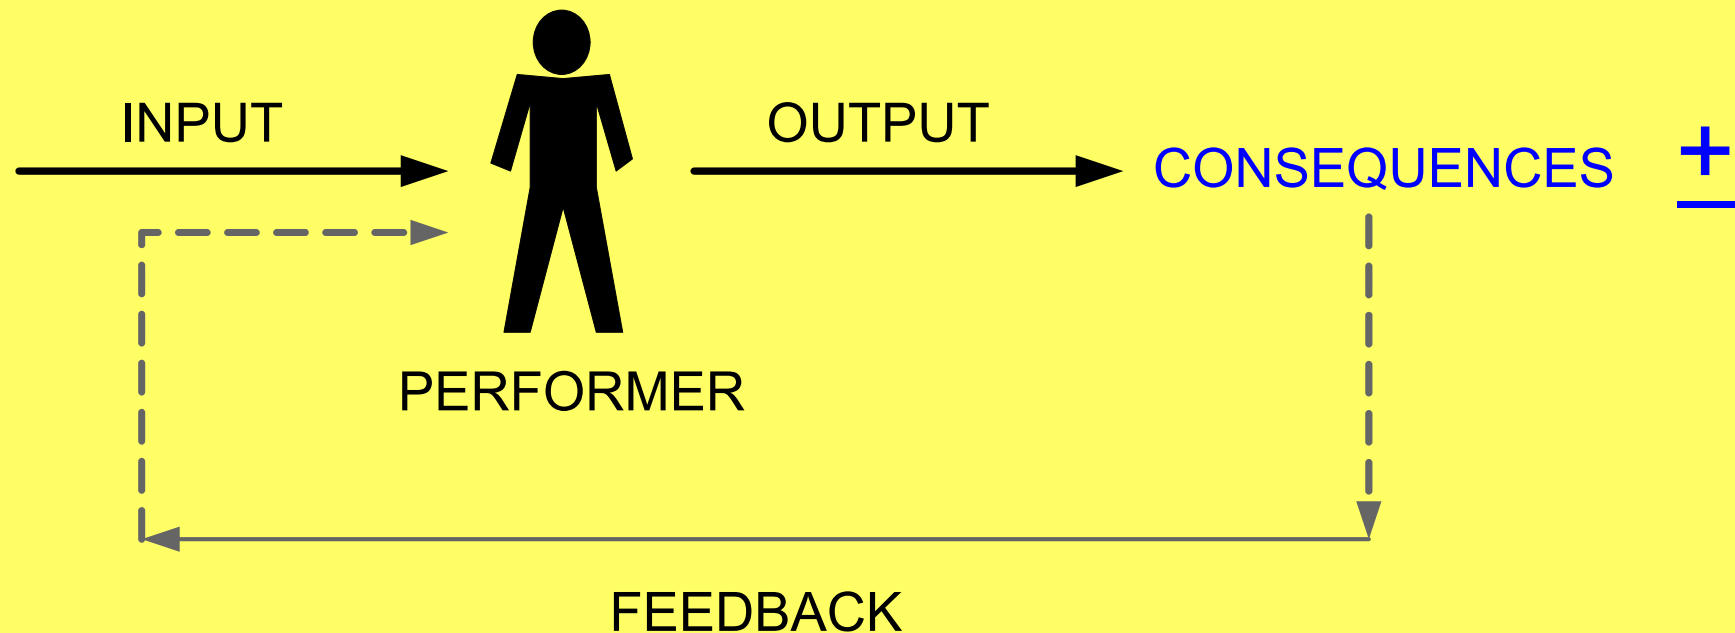 INPUT
OUTPUT
CONSEQUENCES
+
PERFORMER
FEEDBACK